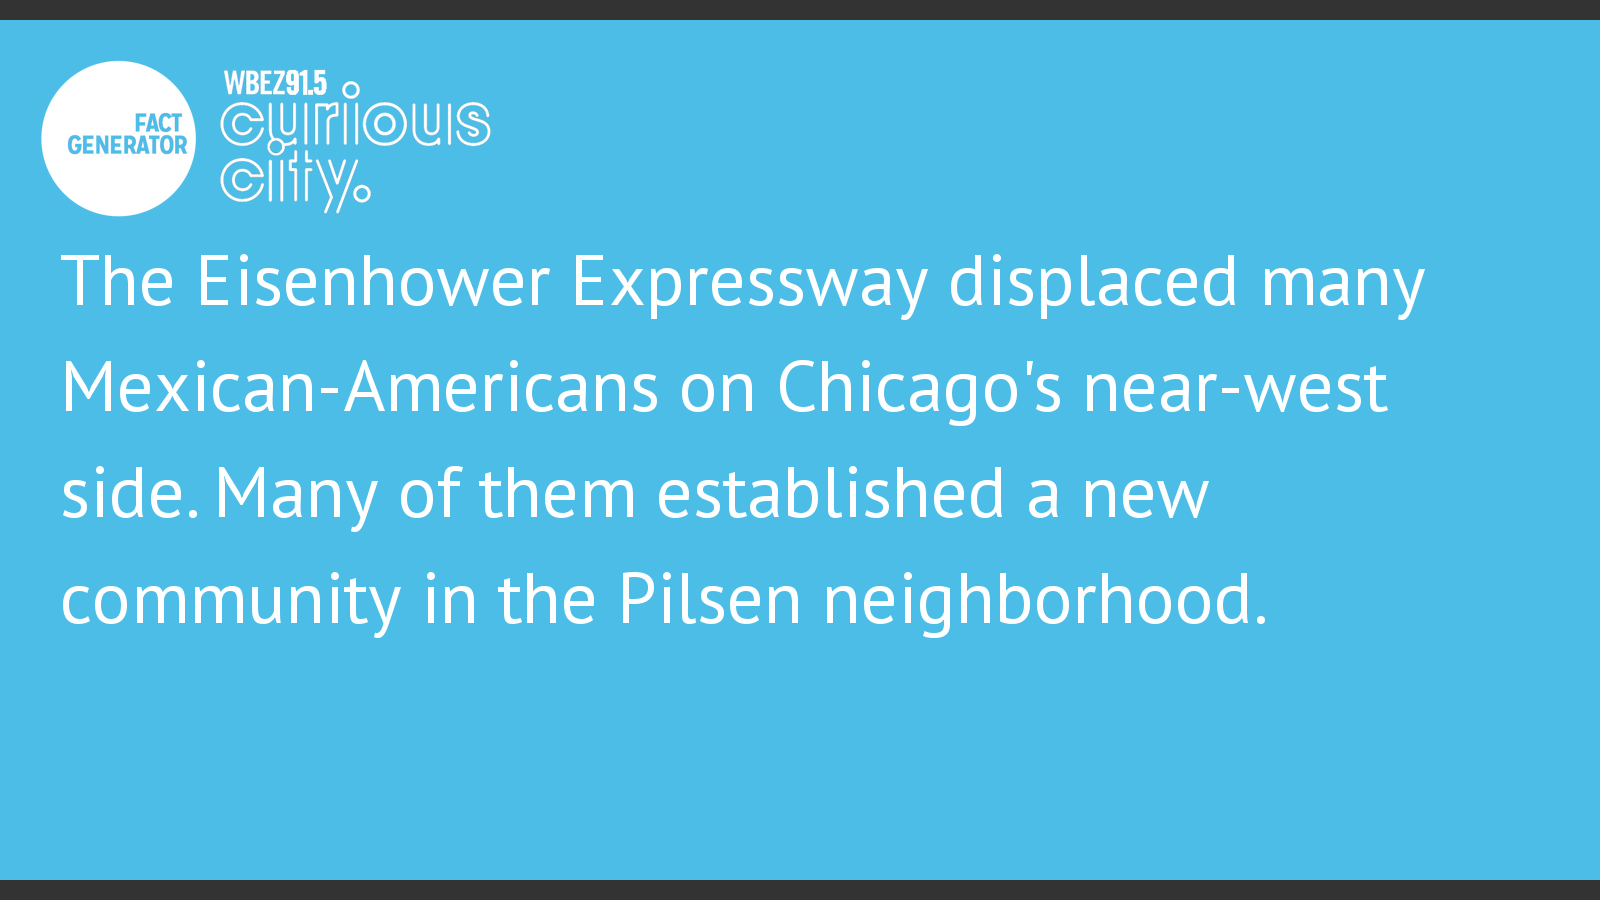 FACT
GENERATOR
WBEZ91.5
curious
city.
The Eisenhower Expressway displaced many
Mexican-Americans on Chicago's near-west
side. Many of them established a new
community in the Pilsen neighborhood.